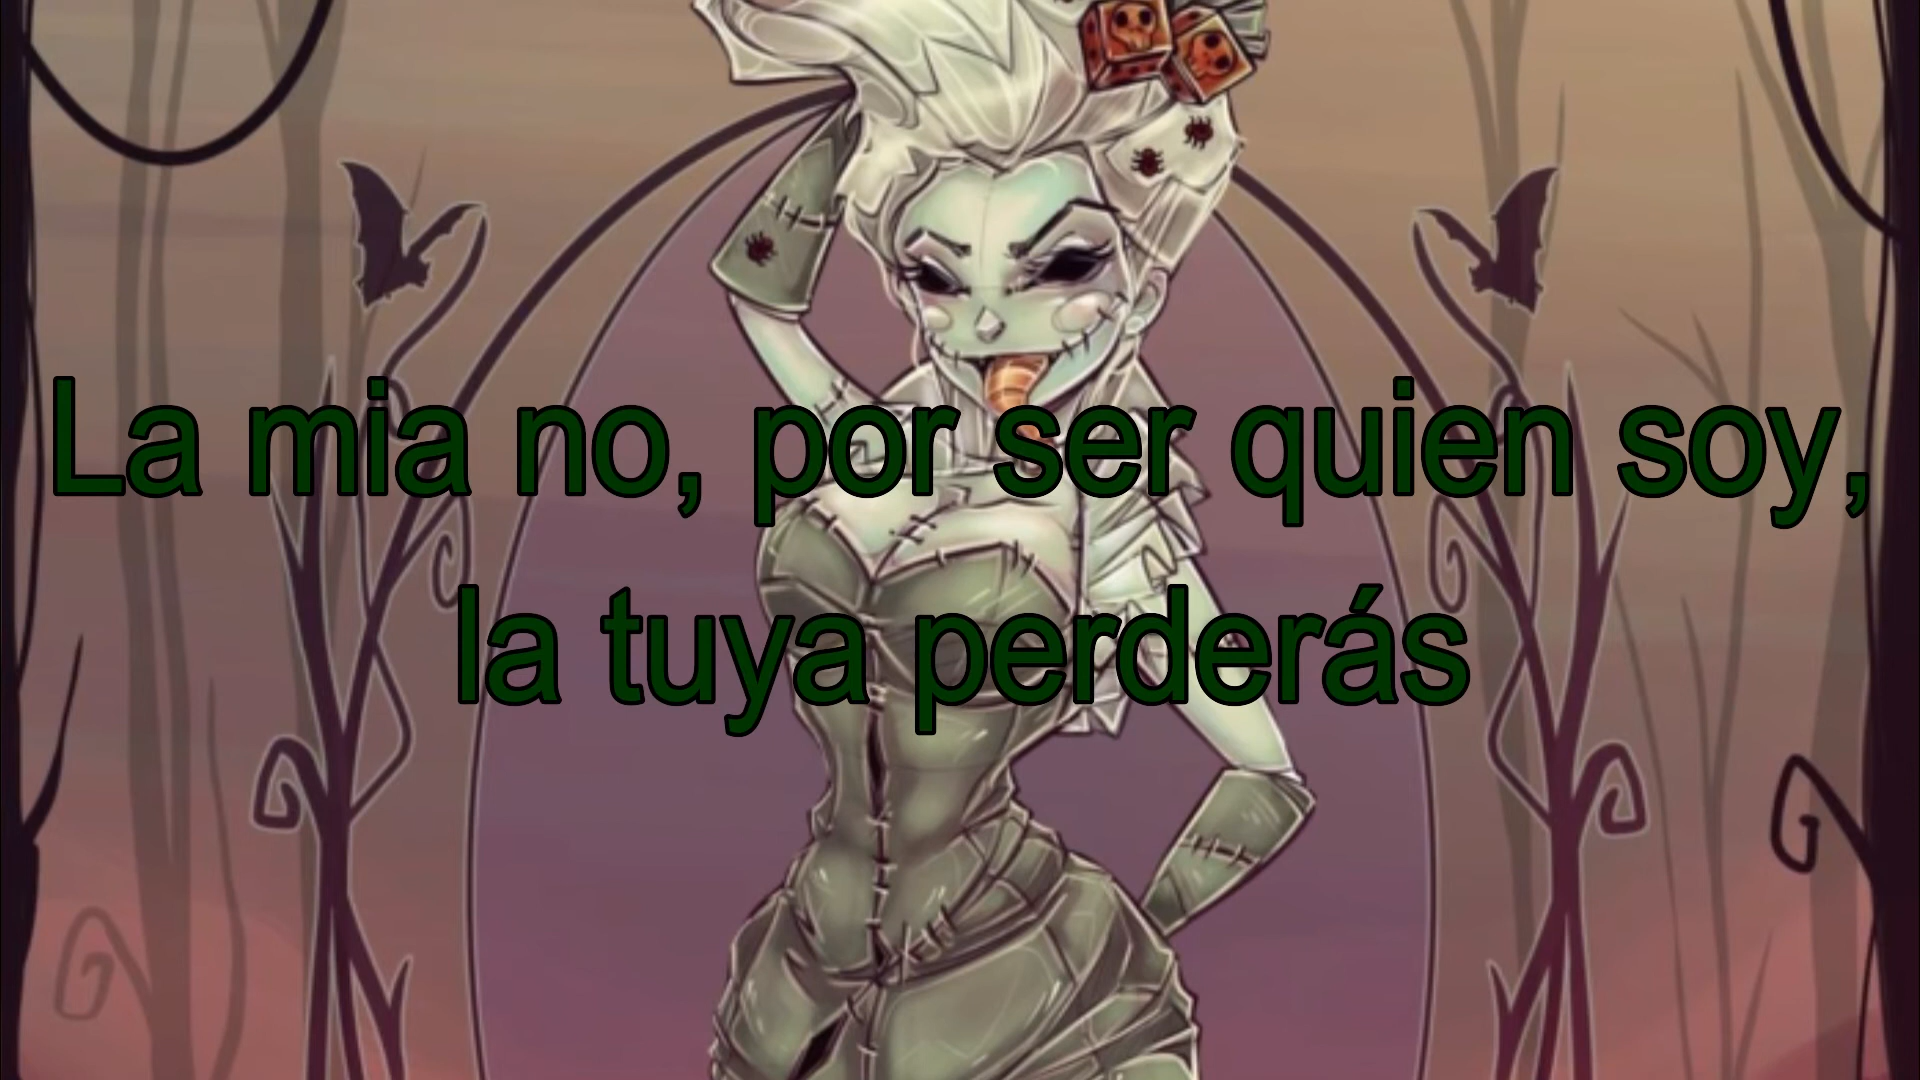 La mia no, por ser quien soy,
la tuya perderás